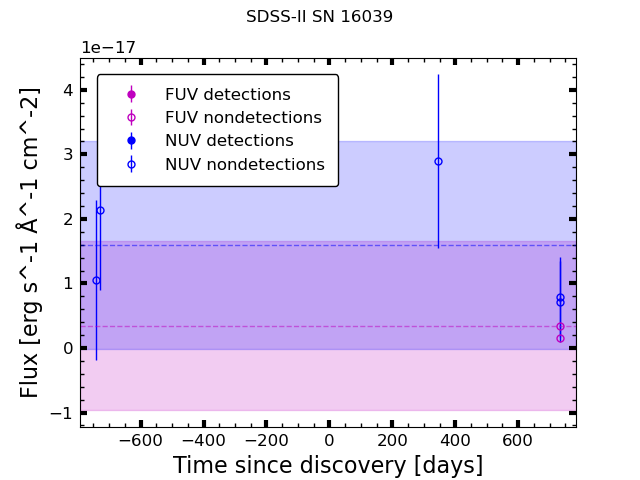 SDSS-II SN 16039
1e−17
FUV detections
FUV nondetections
NUV detections
NUV nondetections
4
3
2
1
0
−1
−600 −400 −200 0 200 400 600
Flux [erg s^-1 Å^-1 cm^-2]
Time since discovery [days]